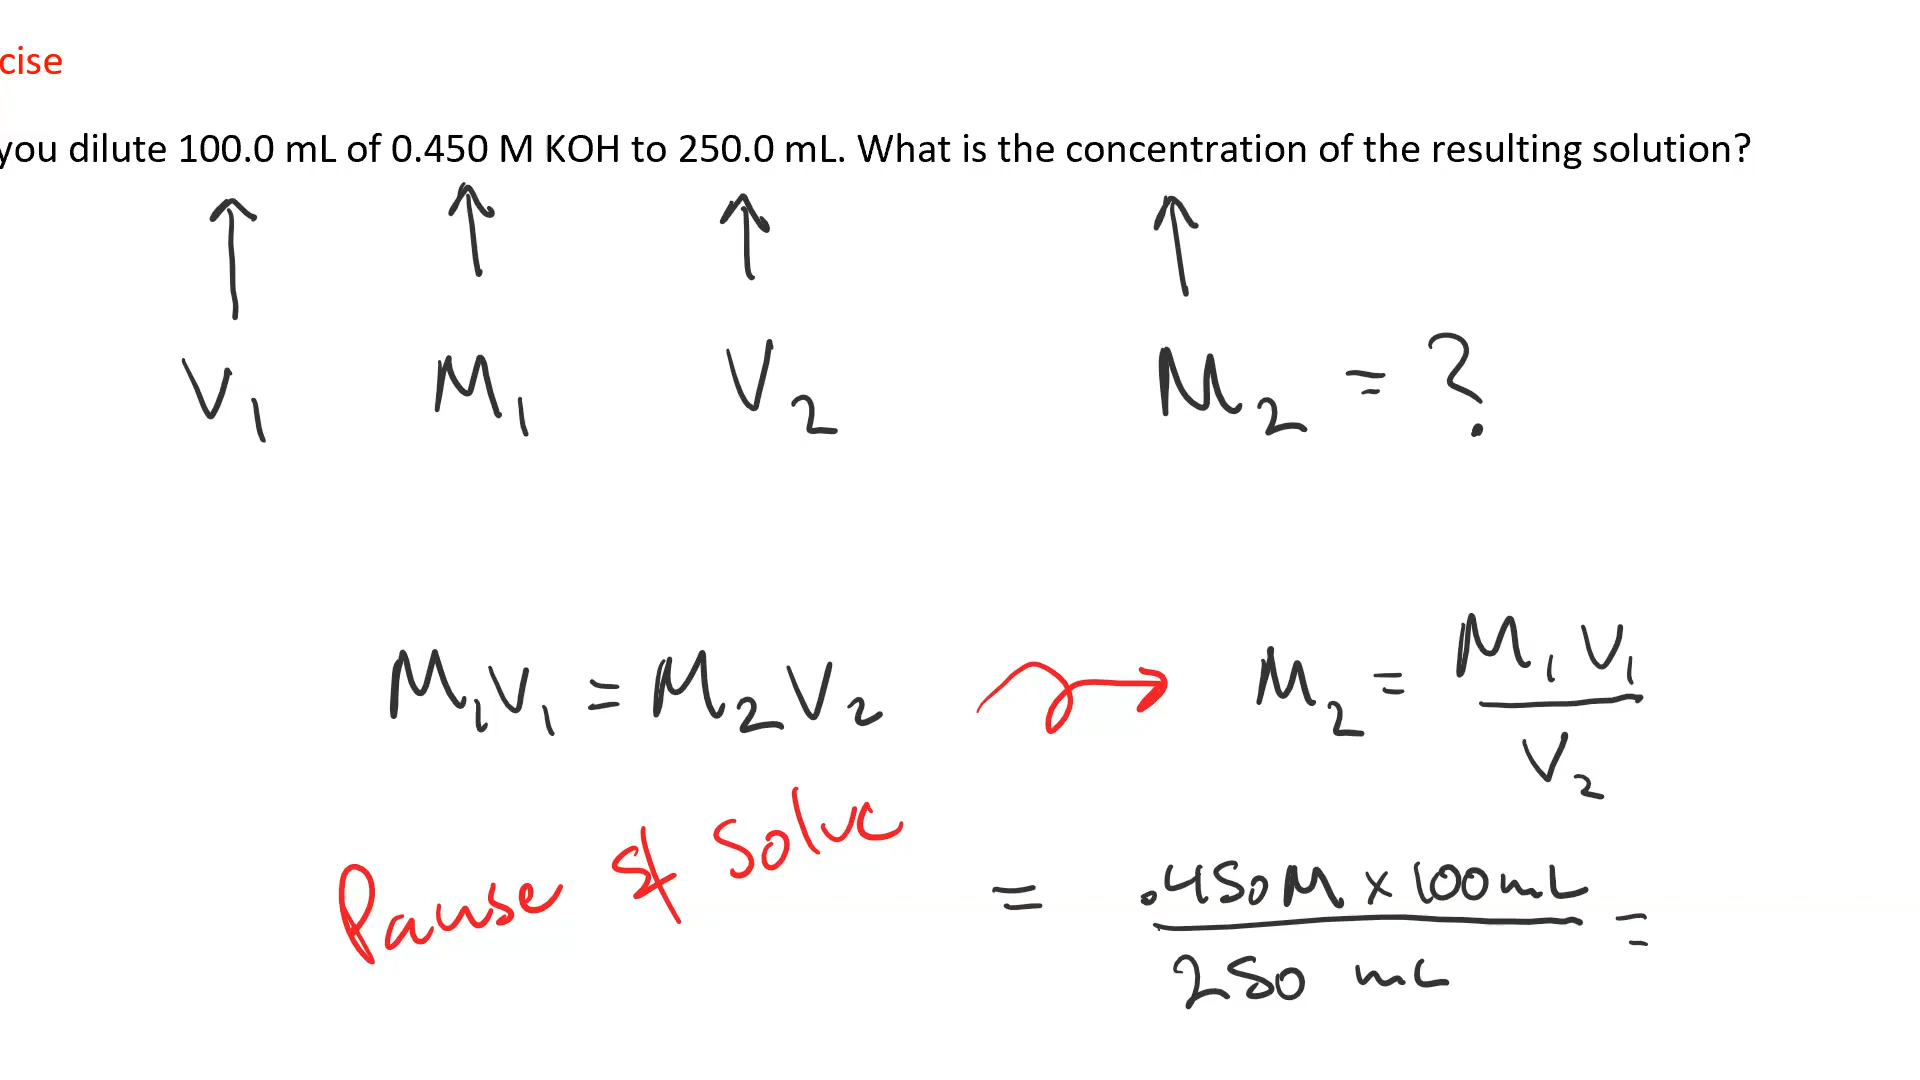 cise
you dilute 100.0 mL of 0.450 M KOH to 250.0 mL. What is the concentration of the resulting solution?
V1 M1 V2 M2 = ?
M1V1 = M2V2 → M2 = M1V1 / V2
Pause & Solve
= .450M x 100mL / 250 mL =